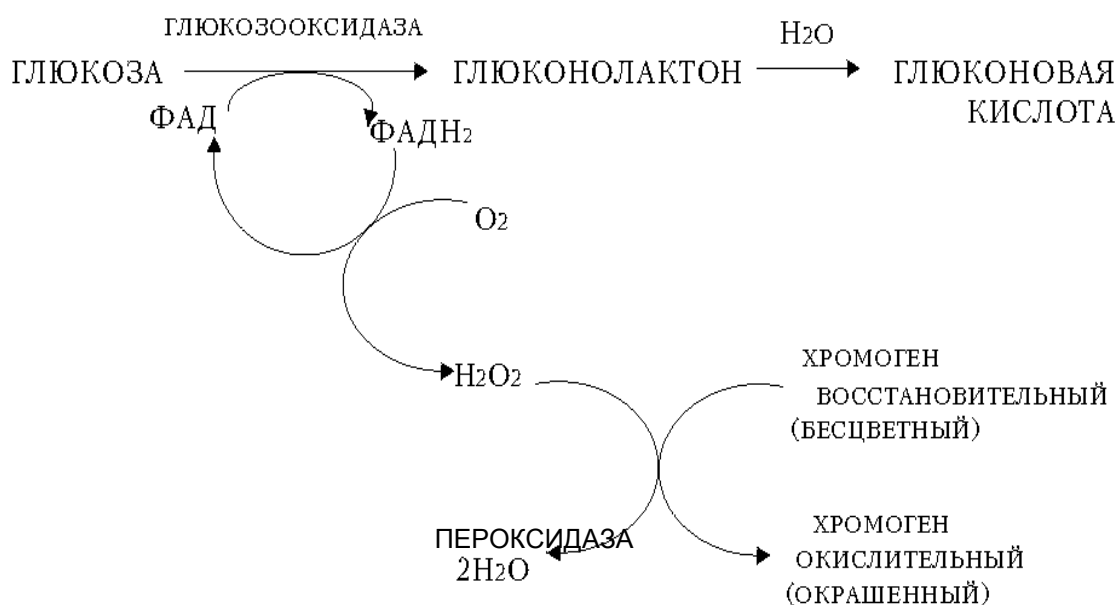 ГЛЮКОЗООКСИДАЗА
H2O
ГЛЮКОЗА
ГЛЮКОНОЛАКТОН
ГЛЮКОНОВАЯ
КИСЛОТА
ФАД
ФАДН2
O2
H2O2
ХРОМОГЕН
ВОССТАНОВИТЕЛЬНЫЙ
(БЕСЦВЕТНЫЙ)
ПЕРОКСИДАЗА
2H2O
ХРОМОГЕН
ОКИСЛИТЕЛЬНЫЙ
(ОКРАШЕННЫЙ)